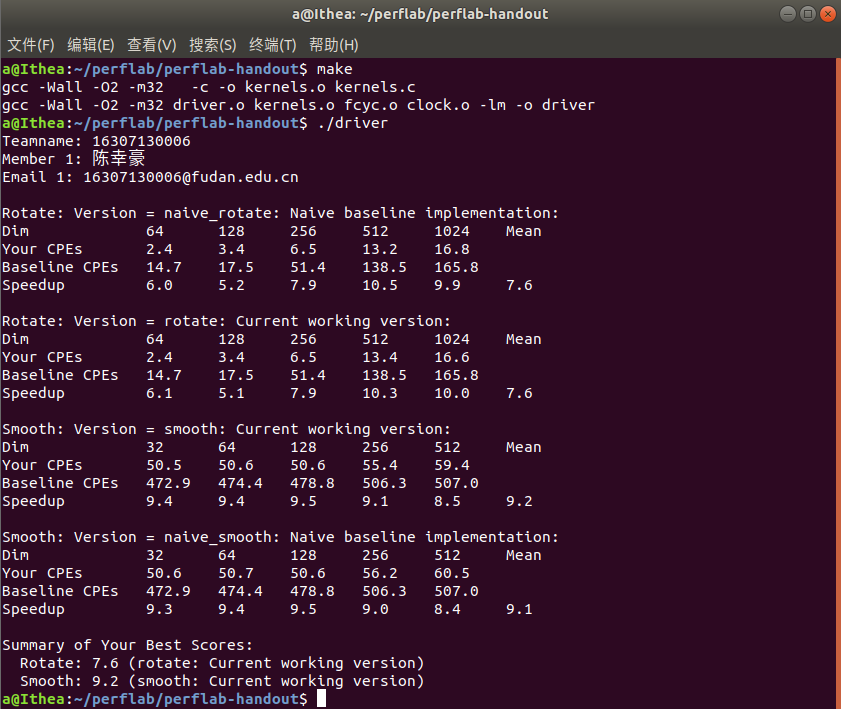 a@Ithea: ~/perflab/perflab-handout
文件(F) 编辑(E) 查看(V) 搜索(S) 终端(T) 帮助(H)
a@Ithea:~/perflab/perflab-handout$ make
gcc -Wall -O2 -m32   -c -o kernels.o kernels.c
gcc -Wall -O2 -m32 driver.o kernels.o fcyc.o clock.o -lm -o driver
a@Ithea:~/perflab/perflab-handout$ ./driver
Teamname: 16307130006
Member 1: 陈幸豪
Email 1: 16307130006@fudan.edu.cn
Rotate: Version = naive_rotate: Naive baseline implementation:
Dim             64      128     256     512     1024    Mean
Your CPEs       2.4     3.4     6.5     13.2    16.8
Baseline CPEs   14.7    17.5    51.4    138.5   165.8
Speedup         6.0     5.2     7.9     10.5    9.9     7.6
Rotate: Version = rotate: Current working version:
Dim             64      128     256     512     1024    Mean
Your CPEs       2.4     3.4     6.5     13.4    16.6
Baseline CPEs   14.7    17.5    51.4    138.5   165.8
Speedup         6.1     5.1     7.9     10.3    10.0    7.6
Smooth: Version = smooth: Current working version:
Dim             32      64      128     256     512     Mean
Your CPEs       50.5    50.6    50.6    55.4    59.4
Baseline CPEs   472.9   474.4   478.8   506.3   507.0
Speedup         9.4     9.4     9.5     9.1     8.5     9.2
Smooth: Version = naive_smooth: Naive baseline implementation:
Dim             32      64      128     256     512     Mean
Your CPEs       50.6    50.7    50.6    56.2    60.5
Baseline CPEs   472.9   474.4   478.8   506.3   507.0
Speedup         9.3     9.4     9.5     9.0     8.4     9.1
Summary of Your Best Scores:
  Rotate: 7.6 (rotate: Current working version)
  Smooth: 9.2 (smooth: Current working version)
a@Ithea:~/perflab/perflab-handout$